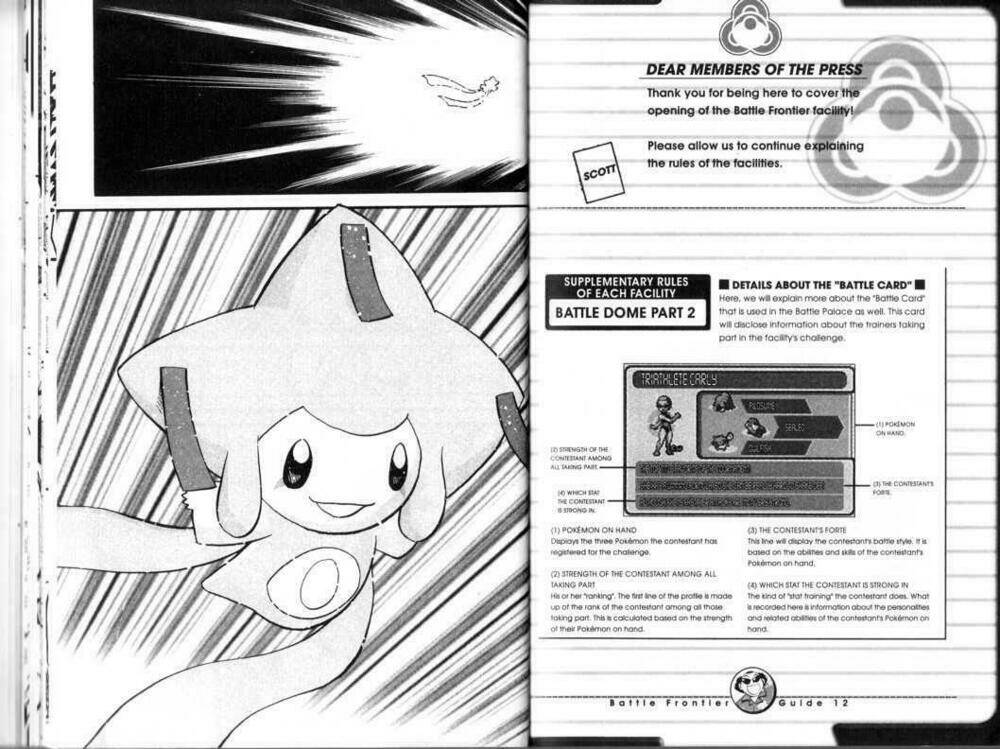 DEAR MEMBERS OF THE PRESS
Thank you for being here to cover the
opening of the Battle Frontier facility!
Please allow us to continue explaining
the rules of the facilities.
SCOTT
SUPPLEMENTARY RULES
OF EACH FACILITY
BATTLE DOME PART 2
DETAILS ABOUT THE "BATTLE CARD"
Here, we will explain more about the "Battle Card"
that is used in the Battle Palace as well. This card
will disclose information about the trainers taking
part in the facility's challenge.
TRIATHLETE CARLY
PILOSWINE
SEALEO
QWILFISH
(1) POKÉMON
ON HAND.
(2) STRENGTH OF THE
CONTESTANT AMONG
ALL TAKING PART.
(3) THE CONTESTANT'S
FORTE.
(4) WHICH STAT
THE CONTESTANT
IS STRONG IN.
(1) POKÉMON ON HAND
Displays the three Pokémon the contestant has
registered for the challenge.
(2) STRENGTH OF THE CONTESTANT AMONG ALL
TAKING PART
His or her "ranking". The first line of the profile is made
up of the rank of the contestant among all those
taking part. This is calculated based on the strength
of their Pokémon on hand.
(3) THE CONTESTANT'S FORTE
This line will display the contestant's battle style. It is
based on the abilities and skills of the contestant's
Pokémon on hand.
(4) WHICH STAT THE CONTESTANT IS STRONG IN
The kind of "stat training" the contestant does. What
is recorded here is information about the personalities
and related abilities of the contestant's Pokémon on
hand.
Battle Frontier Guide 12